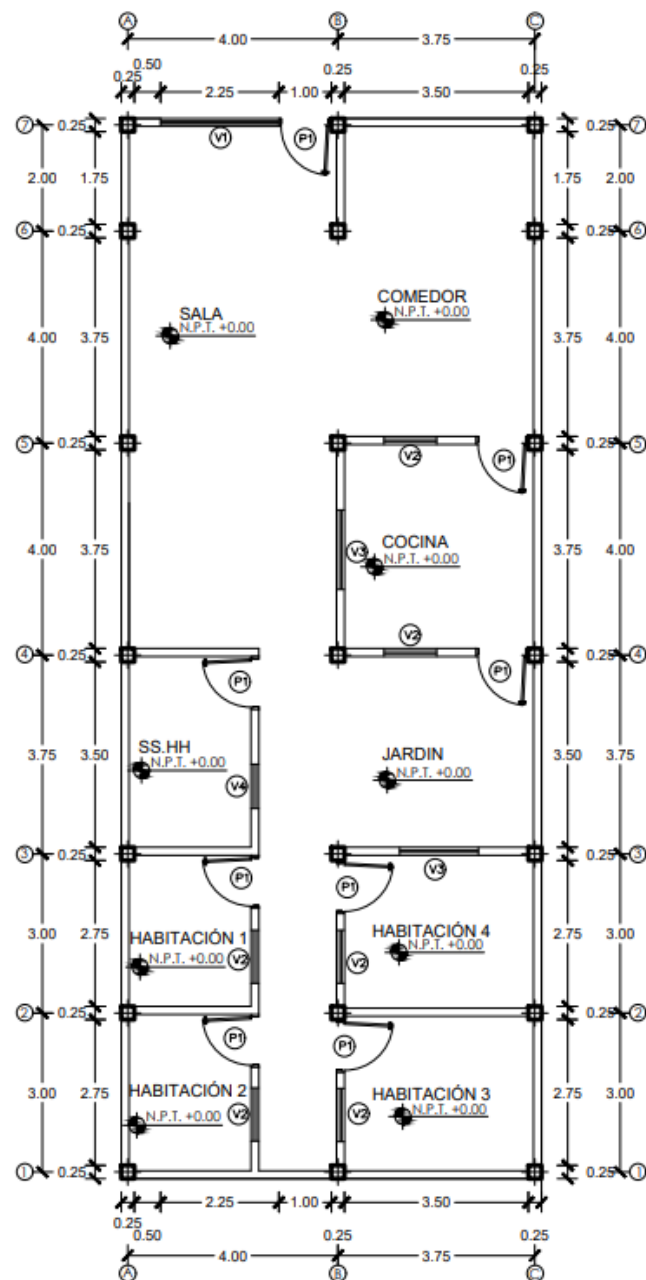 A B C
4.00 3.75
0.25 0.50 0.25 0.25
2.25 1.00 3.50
7 0.25 V1 P1 0.25 7
2.00 1.75 1.75 2.00
6 0.25 0.25 6
COMEDOR
SALA N.P.T. +0.00
N.P.T. +0.00
4.00 3.75 3.75 4.00
5 0.25 0.25 5
V2 P1
COCINA
4.00 3.75 V3 N.P.T. +0.00 3.75 4.00
V2
4 0.25 0.25 4
P1 P1
SS.HH JARDIN
3.75 3.50 N.P.T. +0.00 N.P.T. +0.00 3.50 3.75
V4
3 0.25 0.25 3
V3
P1 P1
HABITACIÓN 1 HABITACIÓN 4
3.00 2.75 N.P.T. +0.00 V2 V2 N.P.T. +0.00 2.75 3.00
2 0.25 0.25 2
P1 P1
HABITACIÓN 2 HABITACIÓN 3
3.00 2.75 N.P.T. +0.00 V2 V2 N.P.T. +0.00 2.75 3.00
1 0.25 0.25 1
2.25 1.00 3.50
0.25 0.50 0.25 0.25
4.00 3.75
A B C